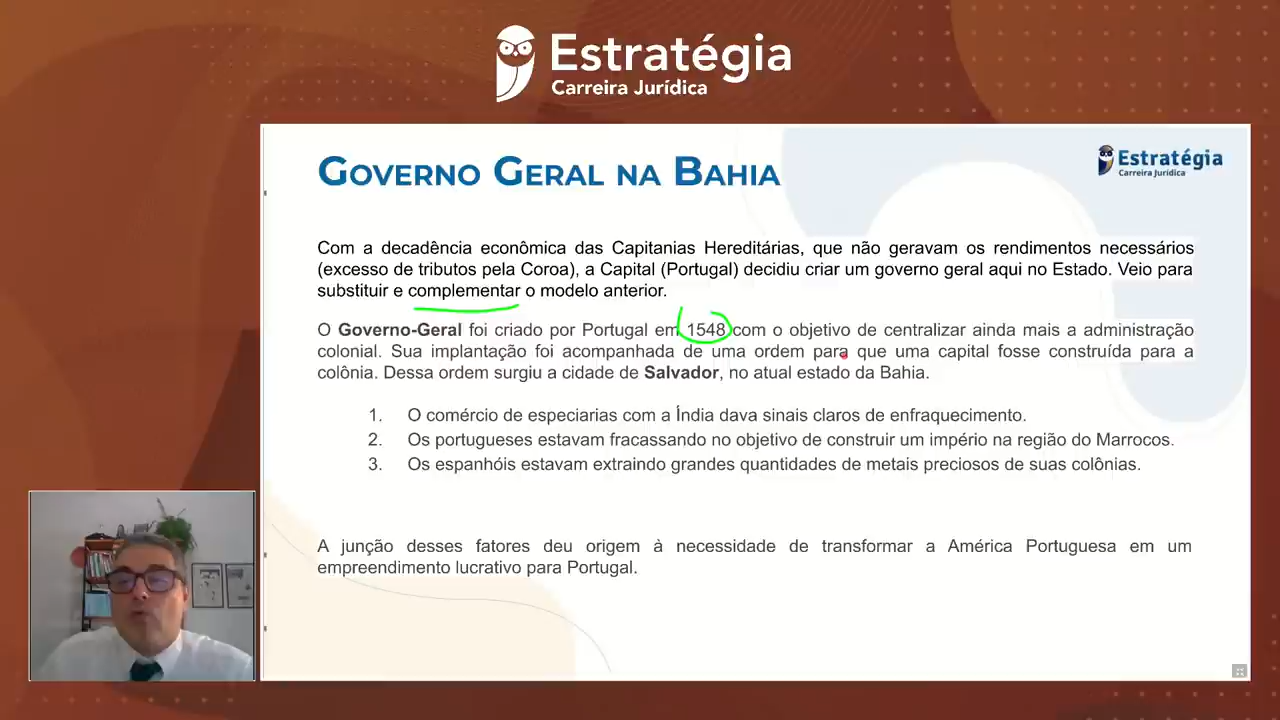 Estratégia
Carreira Jurídica
GOVERNO GERAL NA BAHIA
Estratégia
Carreira Jurídica
Com a decadência econômica das Capitanias Hereditárias, que não geravam os rendimentos necessários
(excesso de tributos pela Coroa), a Capital (Portugal) decidiu criar um governo geral aqui no Estado. Veio para
substituir e complementar o modelo anterior.
O Governo-Geral foi criado por Portugal em 1548 com o objetivo de centralizar ainda mais a administração
colonial. Sua implantação foi acompanhada de uma ordem para que uma capital fosse construída para a
colônia. Dessa ordem surgiu a cidade de Salvador, no atual estado da Bahia.
1. O comércio de especiarias com a Índia dava sinais claros de enfraquecimento.
2. Os portugueses estavam fracassando no objetivo de construir um império na região do Marrocos.
3. Os espanhóis estavam extraindo grandes quantidades de metais preciosos de suas colônias.
A junção desses fatores deu origem à necessidade de transformar a América Portuguesa em um
empreendimento lucrativo para Portugal.